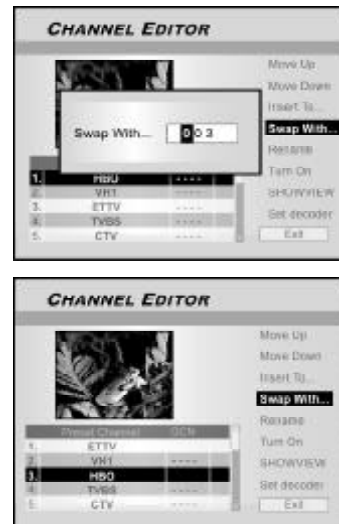 CHANNEL EDITOR
Move Up
Move Down
Insert To...
Swap With...
Swap With... 003
Rename
Turn On
SHOWVIEW
Set decoder
Exit
1. HBO ----
2. VH1 ----
3. ETTV ----
4. TVBS ----
5. CTV ----
CHANNEL EDITOR
Move Up
Move Down
Insert To...
Swap With...
Rename
Turn On
SHOWVIEW
Set decoder
Exit
Preset Channel GCN
1. ETTV
2. VH1 ----
3. HBO
4. TVBS ----
5. CTV ----